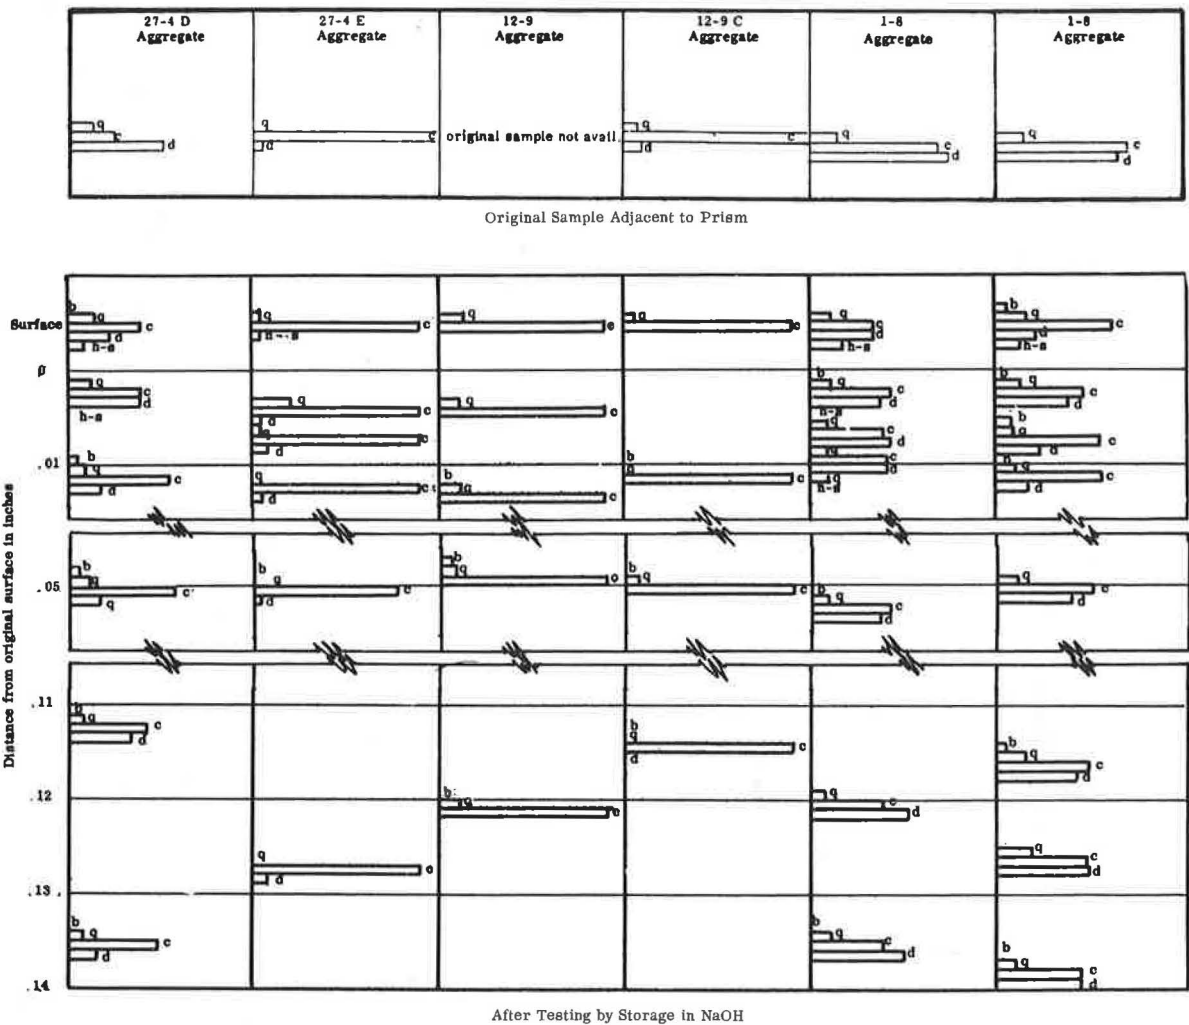 27-4 D 27-4 E 12-9 12-9 C 1-8 1-8
Aggregate Aggregate Aggregate Aggregate Aggregate Aggregate
q q q q q
c c original sample not avail. c c c
d d d d d
Original Sample Adjacent to Prism
Distance from original surface in inches
Surface
b q c d h-s
q c h-s
q c
q c
q d h-s
b q c d h-s
0
q c d h-s
q c d q c d
q c
b q c d h-s q c d q c d h-s
b q c d b q c d
.01
b q c d
q c d
b q c
b q c
q c d
.05
b q c q
b q c d
b q
b q c
b q c d
q c d
.11
b q c d
b q c d
b q c d
.12
b q c
q c d
.13
q c d
q c d
b q c d
b q c d
b q c d
.14
After Testing by Storage in NaOH